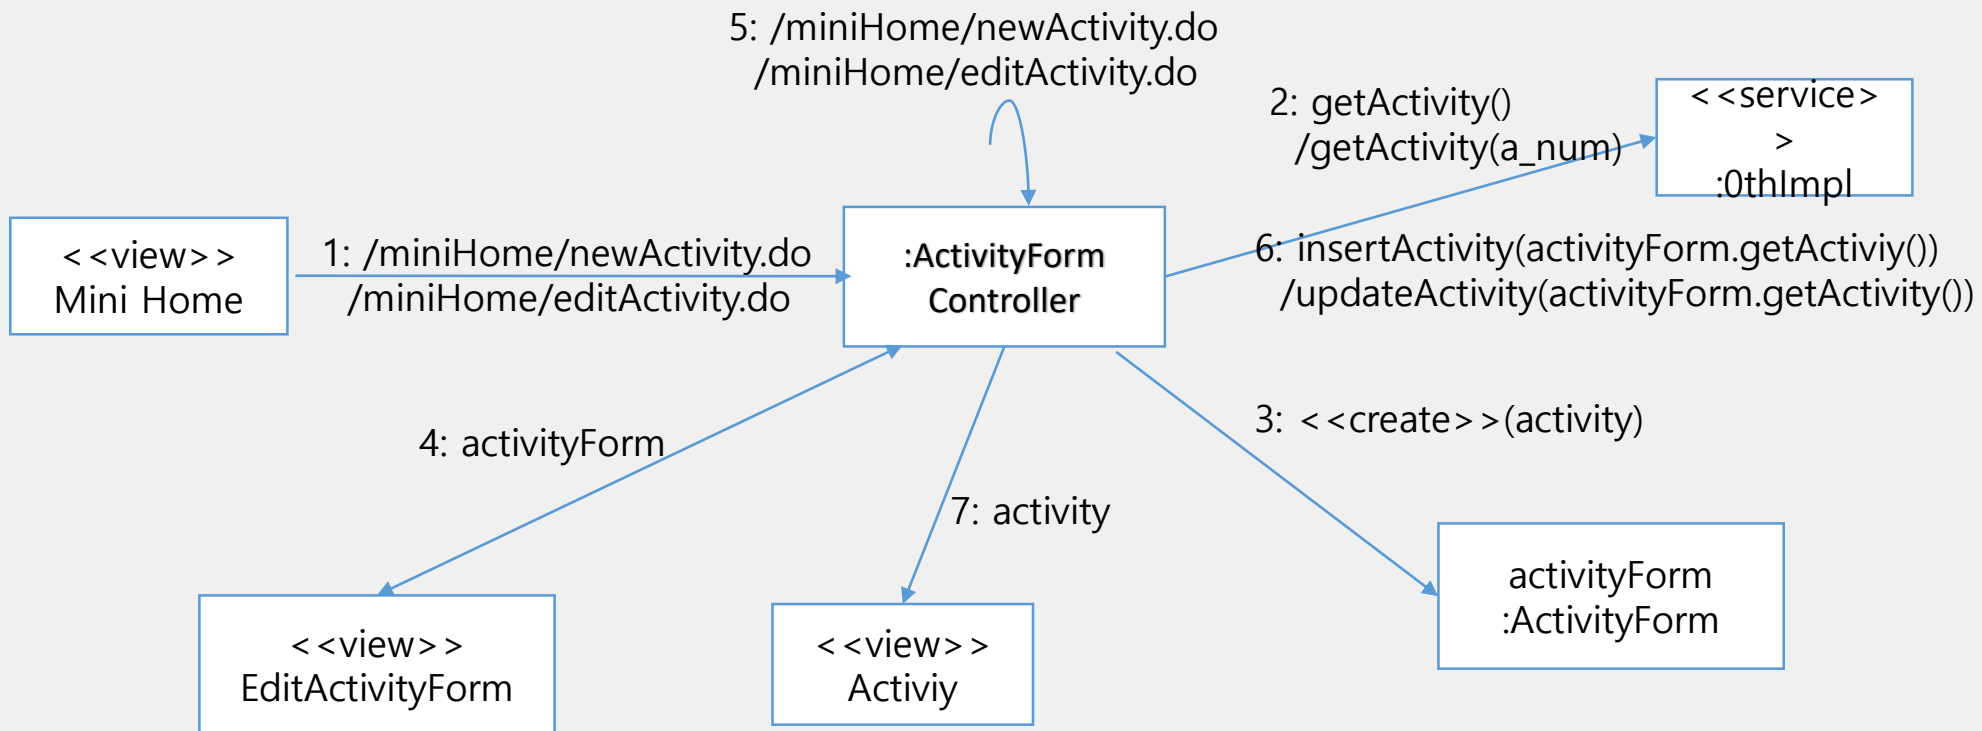 5: /miniHome/newActivity.do
/miniHome/editActivity.do
2: getActivity()
/getActivity(a_num)
<<service>
>
:0thImpl
<<view>>
Mini Home
1: /miniHome/newActivity.do
/miniHome/editActivity.do
:ActivityForm
Controller
6: insertActivity(activityForm.getActiviy())
/updateActivity(activityForm.getActivity())
4: activityForm
3: <<create>>(activity)
7: activity
<<view>>
EditActivityForm
<<view>>
Activiy
activityForm
:ActivityForm